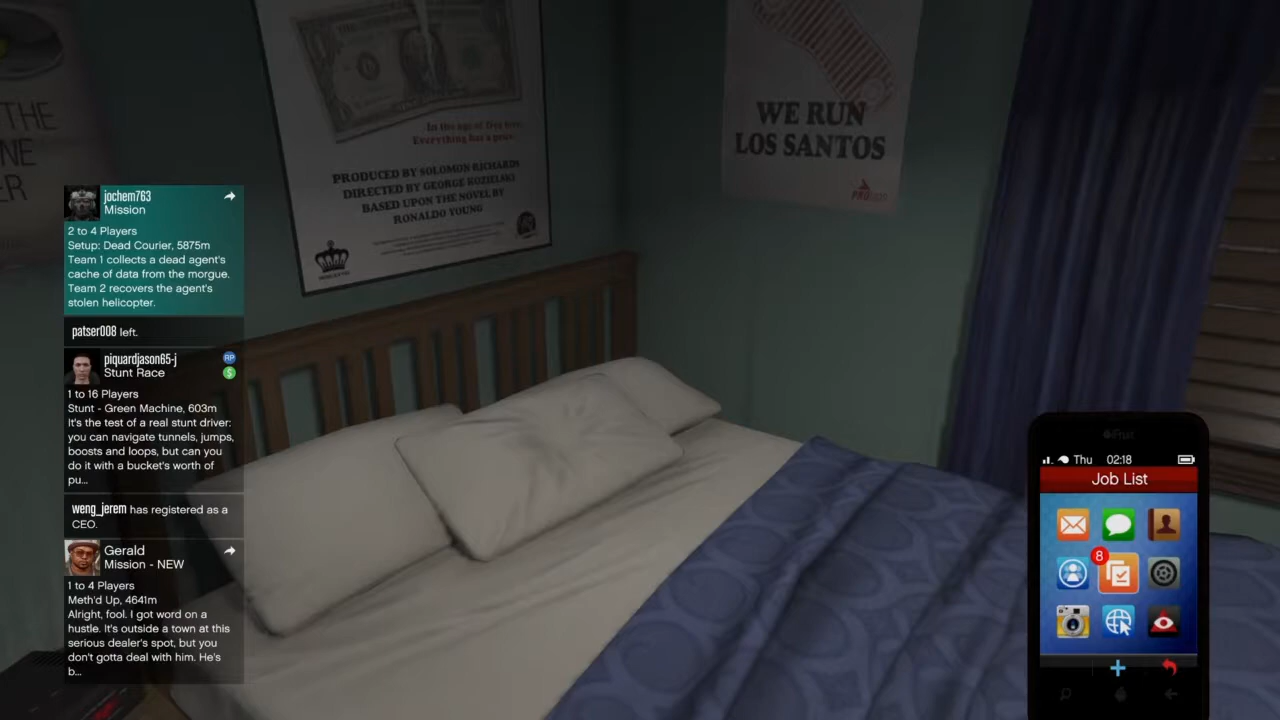 THE
NE
ER
In the age of live free,
Everything has a price.
PRODUCED BY SOLOMON RICHARDS
DIRECTED BY GEORGE KOZIELSKI
BASED UPON THE NOVEL BY
RONALDO YOUNG
WE RUN
LOS SANTOS
jochem763
Mission
2 to 4 Players
Setup: Dead Courier, 5875m
Team 1 collects a dead agent's
cache of data from the morgue.
Team 2 recovers the agent's
stolen helicopter.
patser008 left.
piquardjason65-j
RP
$
Stunt Race
1 to 16 Players
Stunt - Green Machine, 603m
It's the test of a real stunt driver:
you can navigate tunnels, jumps,
boosts and loops, but can you
do it with a bucket's worth of
pu...
weng_jerem has registered as a
CEO.
Gerald
Mission - NEW
1 to 4 Players
Meth'd Up, 4641m
Alright, fool. I got word on a
hustle. It's outside a town at this
serious dealer's spot, but you
don't gotta deal with him. He's
b...
iFruit
Thu 02:18
Job List
8